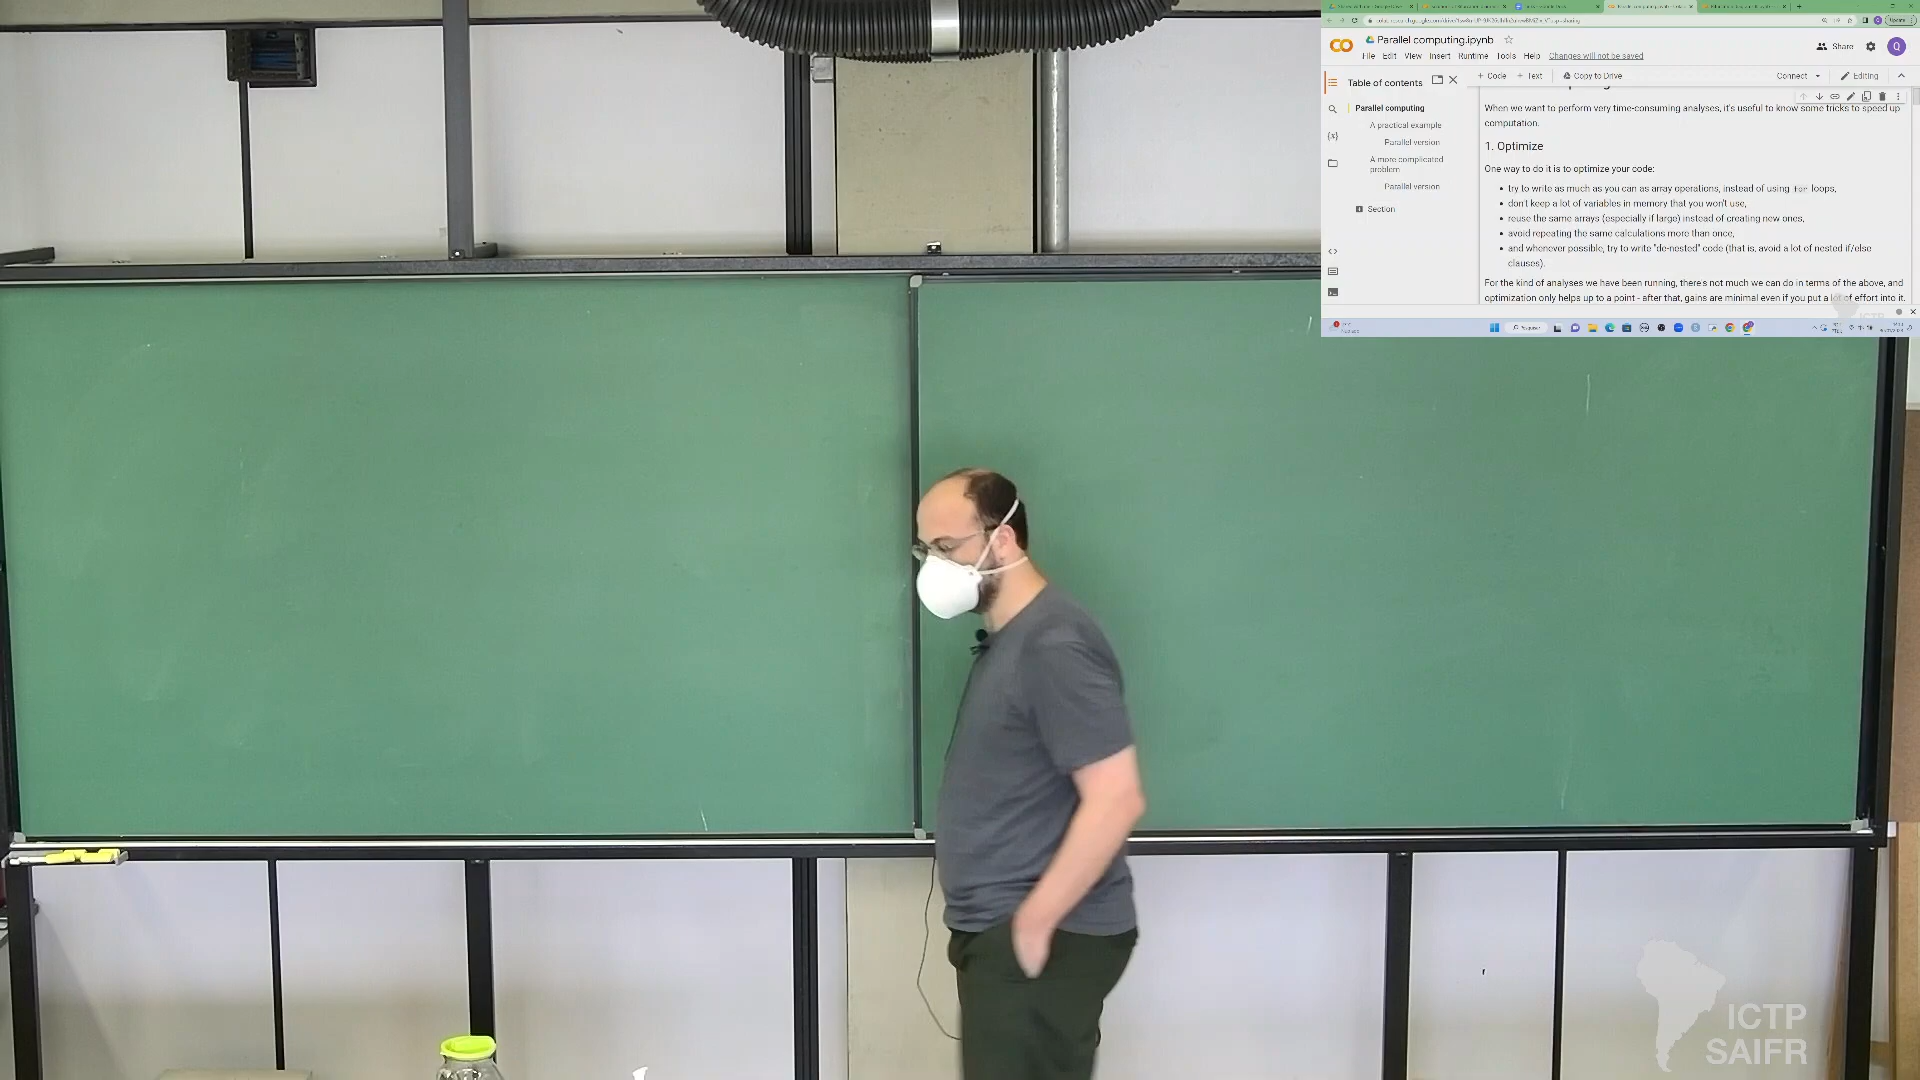 Parallel computing.ipynb
File Edit View Insert Runtime Tools Help Changes will not be saved
Share
Q
+ Code + Text Copy to Drive
Connect
Editing
Table of contents
Parallel computing
A practical example
Parallel version
A more complicated
problem
Parallel version
Section
When we want to perform very time-consuming analyses, it's useful to know some tricks to speed up
computation.
1. Optimize
One way to do it is to optimize your code:
• try to write as much as you can as array operations, instead of using for loops,
• don't keep a lot of variables in memory that you won't use,
• reuse the same arrays (especially if large) instead of creating new ones,
• avoid repeating the same calculations more than once,
• and whenever possible, try to write "de-nested" code (that is, avoid a lot of nested if/else
clauses).
For the kind of analyses we have been running, there's not much we can do in terms of the above, and
optimization only helps up to a point - after that, gains are minimal even if you put a lot of effort into it.
ICTP
SAIFR